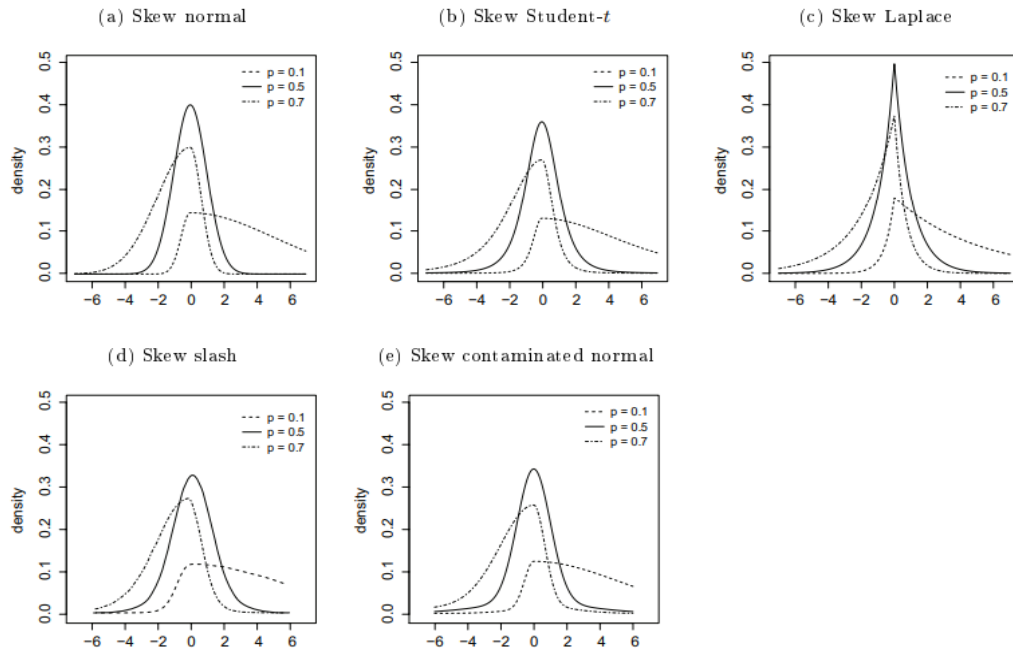 (a) Skew normal
(b) Skew Student-t
(c) Skew Laplace
0.5
0.4
0.3
0.2
0.1
0.0
density
p = 0.1
p = 0.5
p = 0.7
−6 −4 −2 0 2 4 6
0.5
0.4
0.3
0.2
0.1
0.0
density
p = 0.1
p = 0.5
p = 0.7
−6 −4 −2 0 2 4 6
0.5
0.4
0.3
0.2
0.1
0.0
density
p = 0.1
p = 0.5
p = 0.7
−6 −4 −2 0 2 4 6
(d) Skew slash
(e) Skew contaminated normal
0.5
0.4
0.3
0.2
0.1
0.0
density
p = 0.1
p = 0.5
p = 0.7
−6 −4 −2 0 2 4 6
0.5
0.4
0.3
0.2
0.1
0.0
density
p = 0.1
p = 0.5
p = 0.7
−6 −4 −2 0 2 4 6